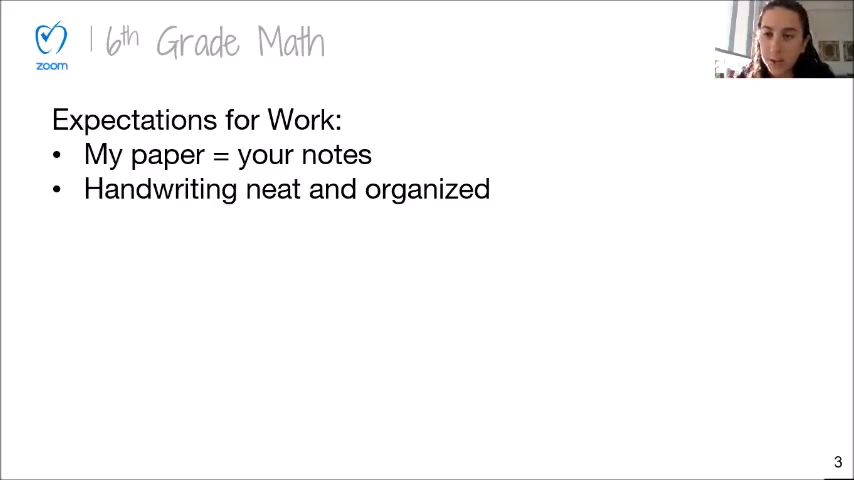 zoom
6th Grade Math
Expectations for Work:
• My paper = your notes
• Handwriting neat and organized
3